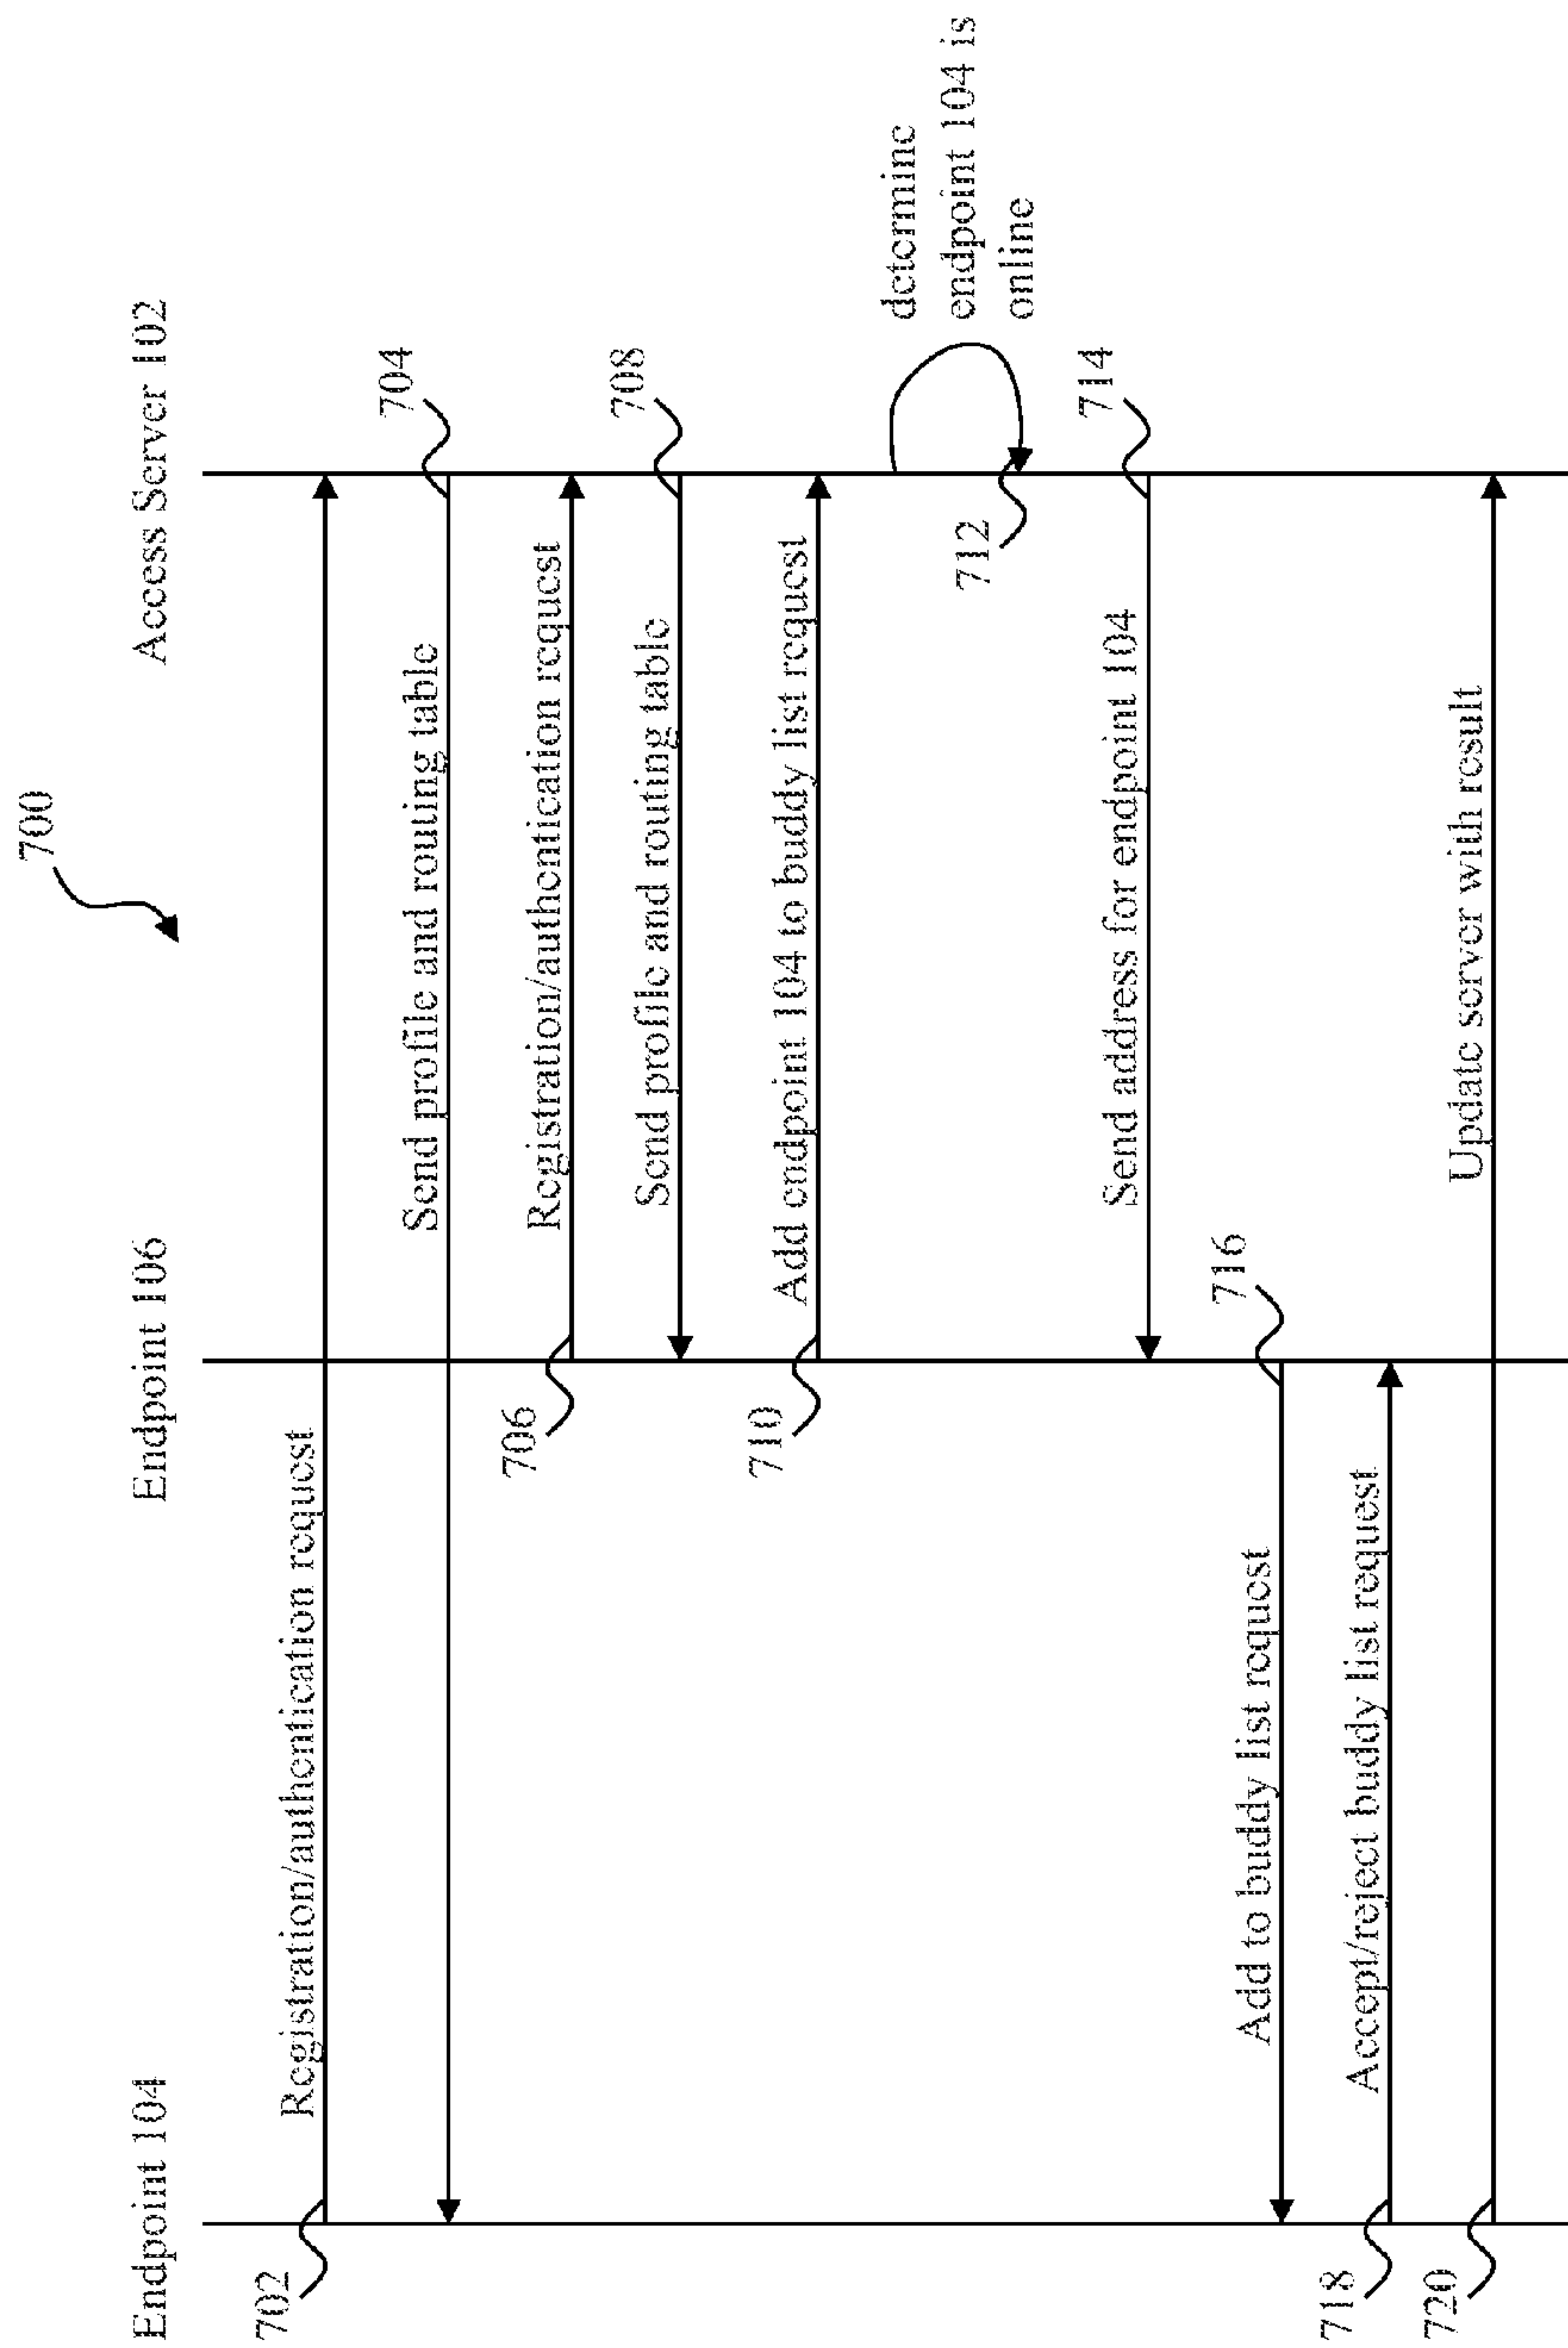 700
Endpoint 104
Endpoint 106
Access Server 102
702
Registration/authentication request
704
Send profile and routing table
706
Registration/authentication request
708
Send profile and routing table
710
Add endpoint 104 to buddy list request
determine
endpoint 104 is
online
712
714
Send address for endpoint 104
716
Add to buddy list request
718
Accept/reject buddy list request
720
Update server with result